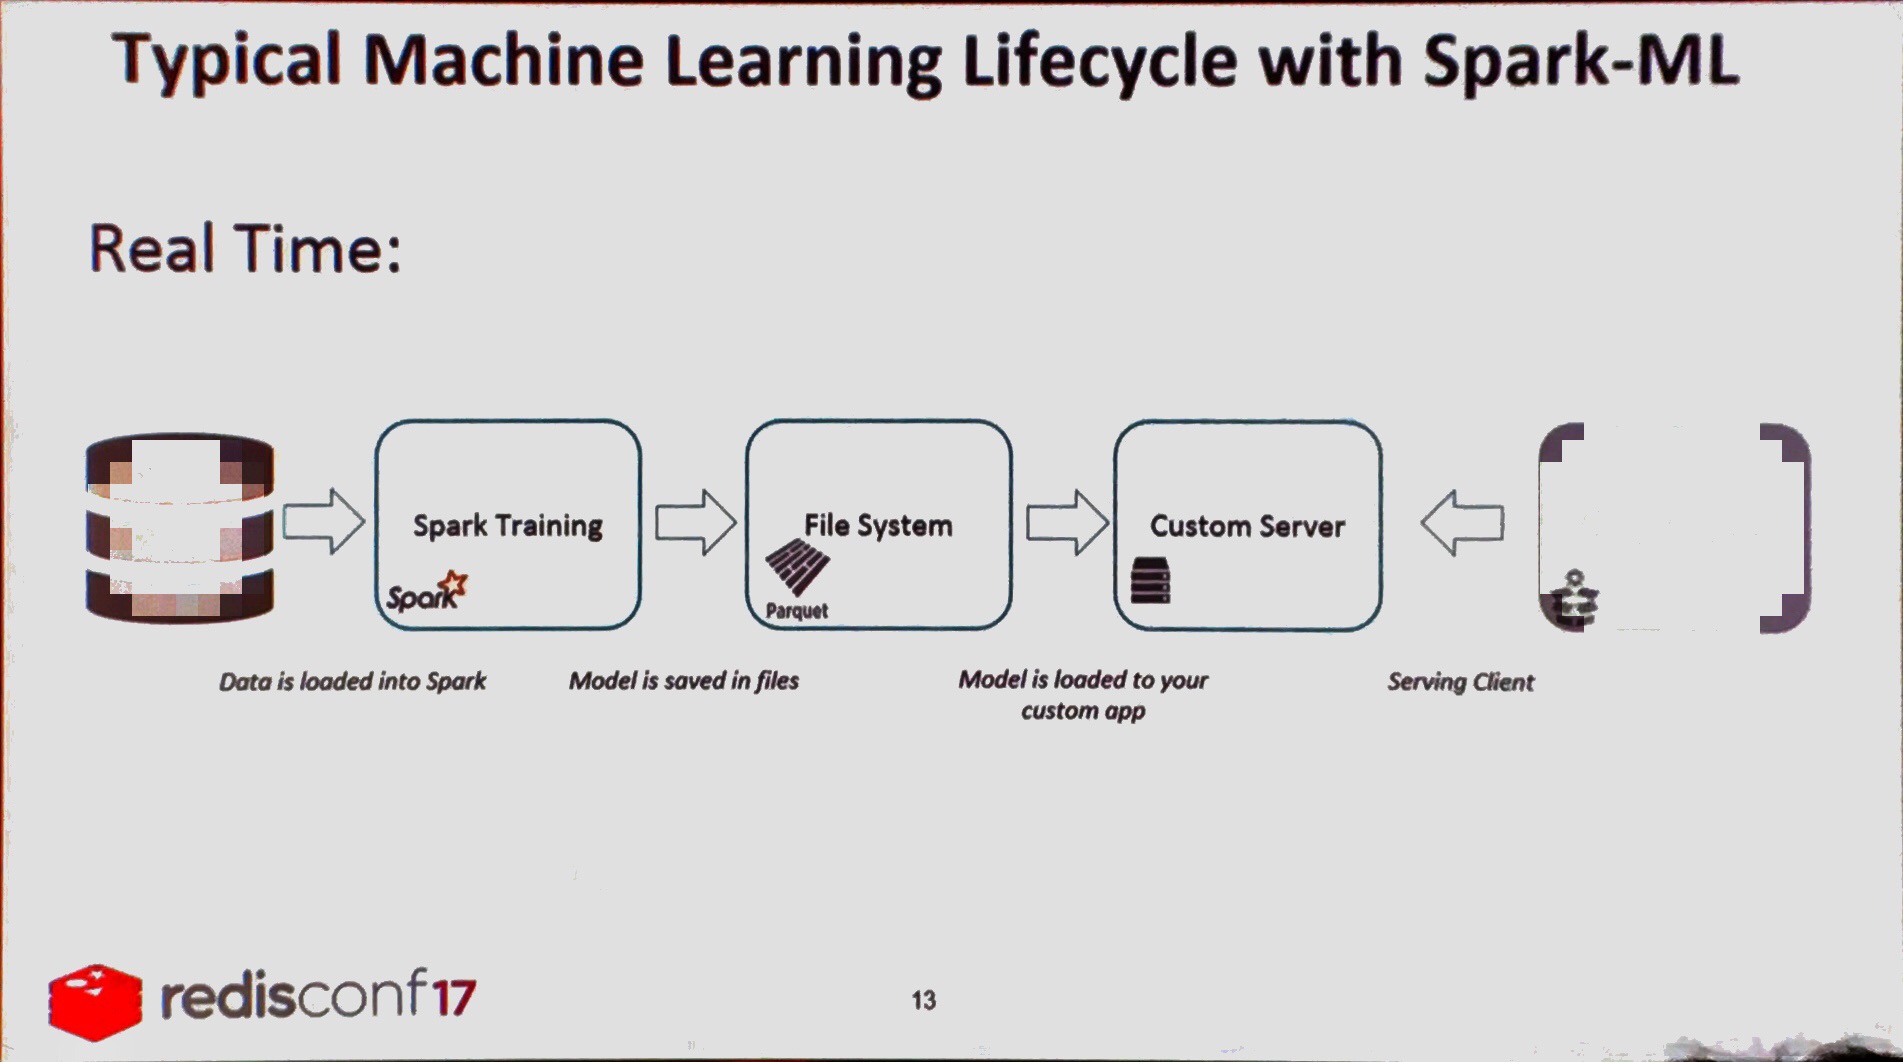 Typical Machine Learning Lifecycle with Spark-ML
Real Time:
Spark Training
Spark
File System
Parquet
Custom Server
Data is loaded into Spark
Model is saved in files
Model is loaded to your
custom app
Serving Client
redisconf17
13